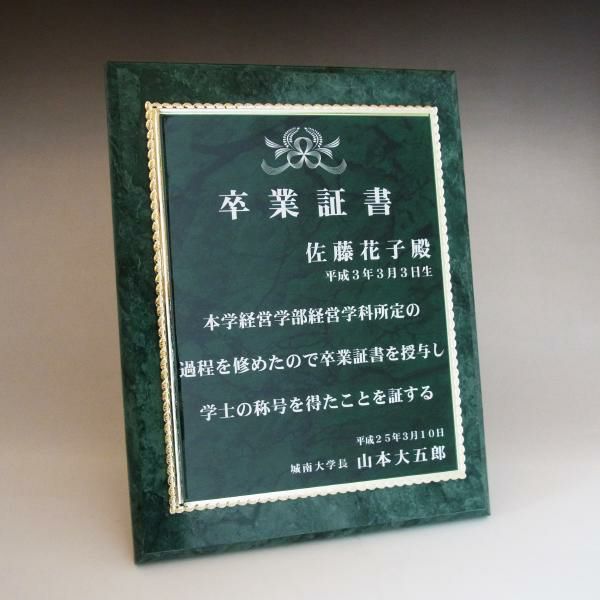 卒業証書
佐藤花子殿
平成３年３月３日生
本学経営学部経営学科所定の
過程を修めたので卒業証書を授与し
学士の称号を得たことを証する
平成２５年３月１０日
城南大学長 山本大五郎